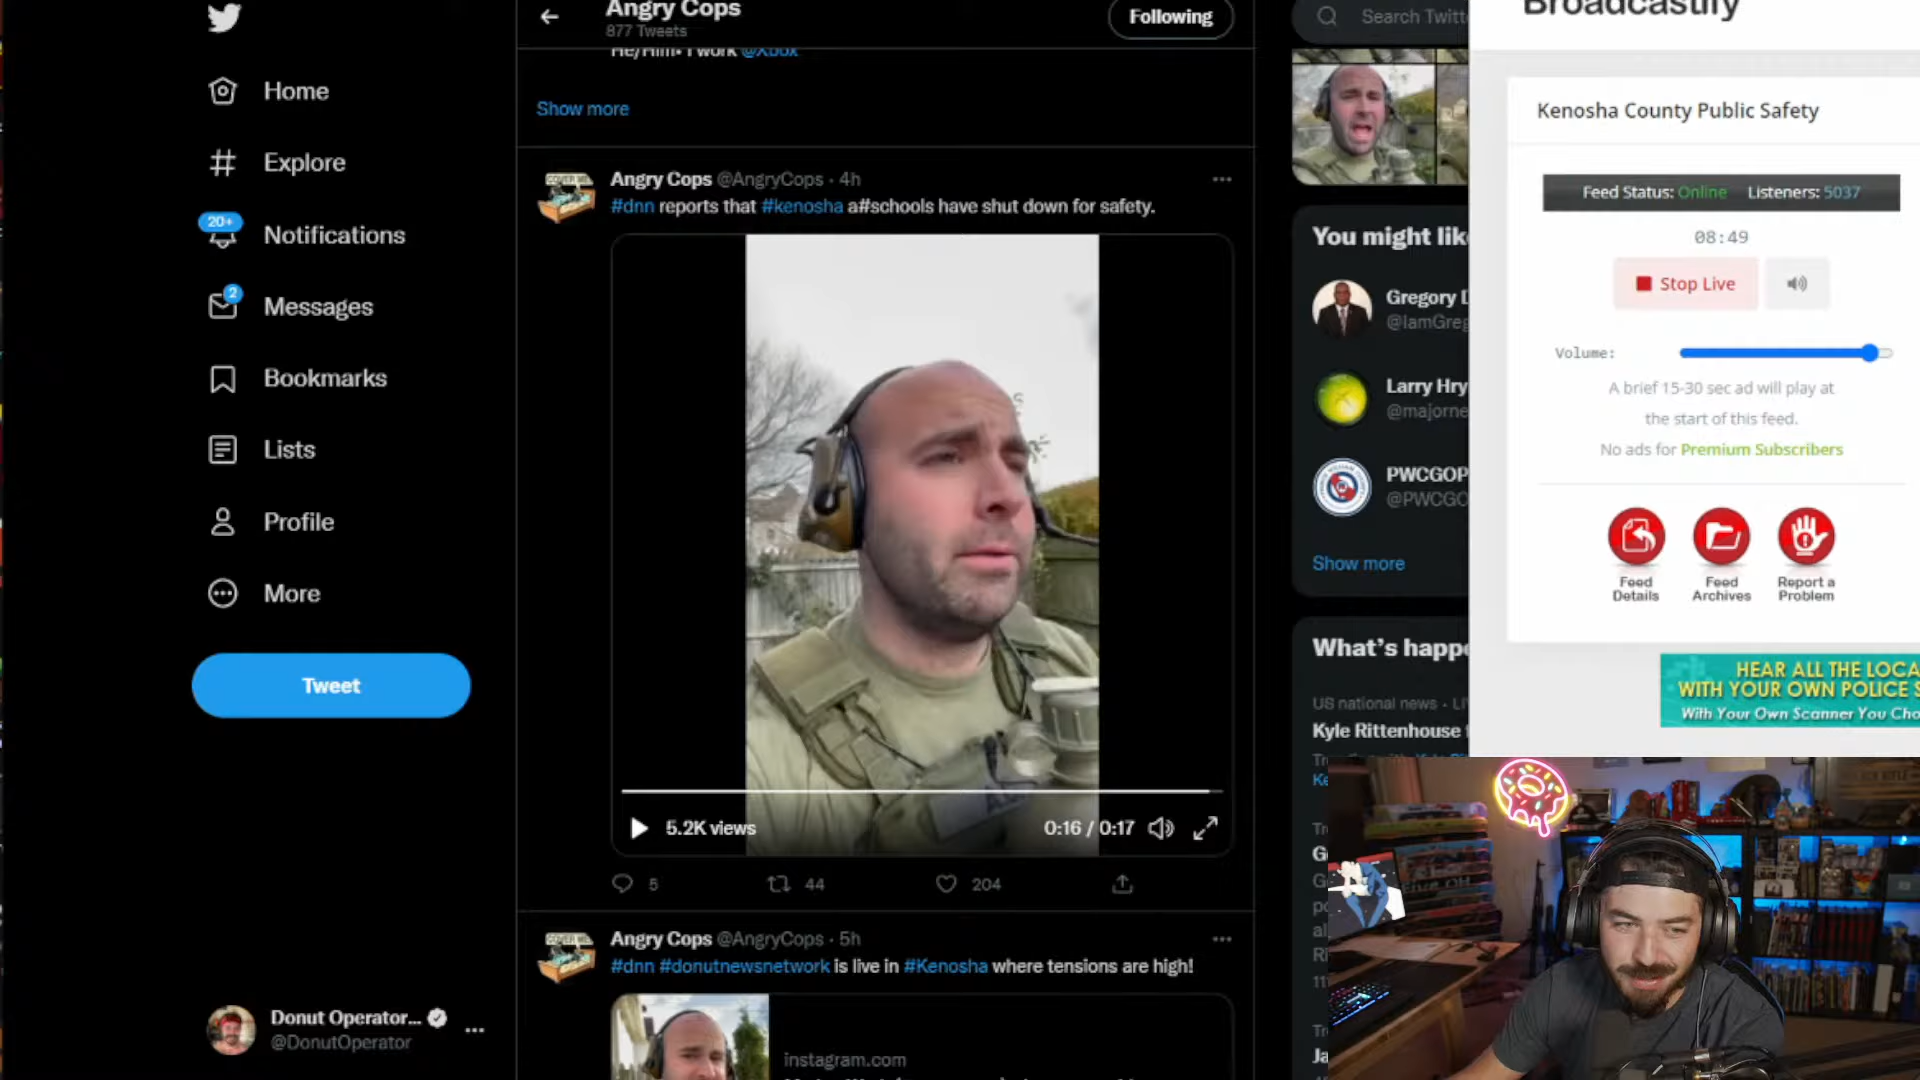 Home
Explore
20+
Notifications
2
Messages
Bookmarks
Lists
Profile
More
Tweet
Donut Operator...
@DonutOperator
Angry Cops
877 Tweets
Following
He/Him• I work @Xbox
Show more
Angry Cops @AngryCops · 4h
#dnn reports that #kenosha a#schools have shut down for safety.
5.2K views
0:16 / 0:17
5
44
204
Angry Cops @AngryCops · 5h
#dnn #donutnewsnetwork is live in #Kenosha where tensions are high!
instagram.com
Search Twitt
You might lik
Gregory
@IamGreg
Larry Hry
@majorne
PWCGOP
@PWCGO
Show more
What's happe
US national news · LI
Kyle Rittenhouse
Broadcastify
Kenosha County Public Safety
Feed Status: Online Listeners: 5037
08:49
Stop Live
Volume:
A brief 15-30 sec ad will play at
the start of this feed.
No ads for Premium Subscribers
Feed
Details
Feed
Archives
Report a
Problem
HEAR ALL THE LOCA
WITH YOUR OWN POLICE S
With Your Own Scanner You Cho